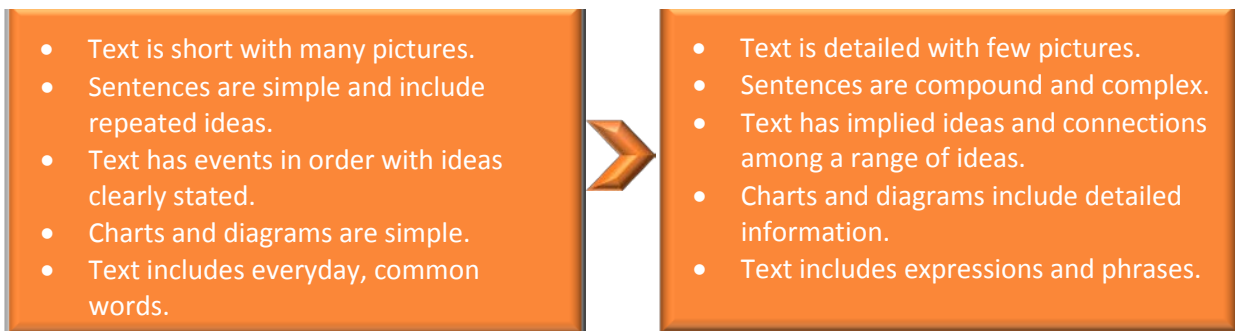 • Text is short with many pictures.
• Sentences are simple and include
repeated ideas.
• Text has events in order with ideas
clearly stated.
• Charts and diagrams are simple.
• Text includes everyday, common
words.
• Text is detailed with few pictures.
• Sentences are compound and complex.
• Text has implied ideas and connections
among a range of ideas.
• Charts and diagrams include detailed
information.
• Text includes expressions and phrases.